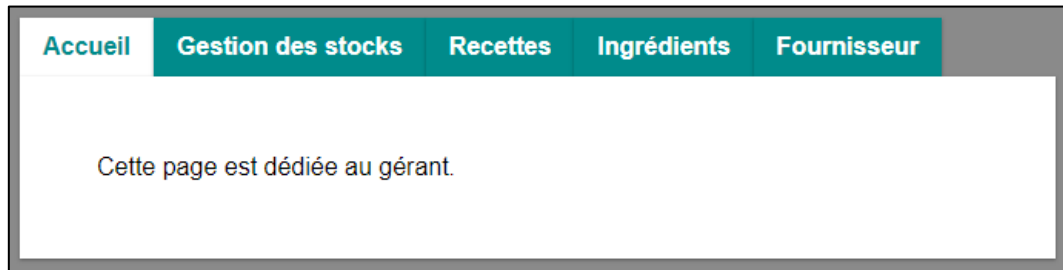 Accueil Gestion des stocks Recettes Ingrédients Fournisseur
Cette page est dédiée au gérant.